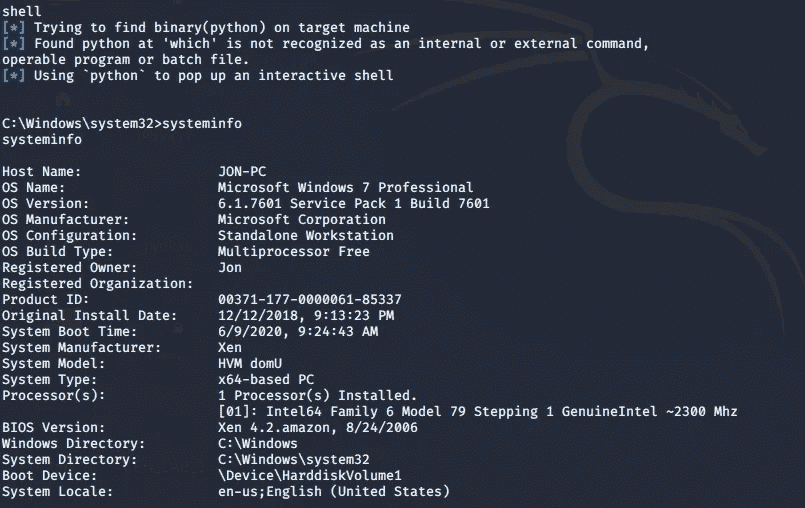 shell
[*] Trying to find binary(python) on target machine
[*] Found python at 'which' is not recognized as an internal or external command,
operable program or batch file.
[*] Using `python` to pop up an interactive shell
C:\Windows\system32>systeminfo
systeminfo
Host Name: JON-PC
OS Name: Microsoft Windows 7 Professional
OS Version: 6.1.7601 Service Pack 1 Build 7601
OS Manufacturer: Microsoft Corporation
OS Configuration: Standalone Workstation
OS Build Type: Multiprocessor Free
Registered Owner: Jon
Registered Organization:
Product ID: 00371-177-0000061-85337
Original Install Date: 12/12/2018, 9:13:23 PM
System Boot Time: 6/9/2020, 9:24:43 AM
System Manufacturer: Xen
System Model: HVM domU
System Type: x64-based PC
Processor(s): 1 Processor(s) Installed.
[01]: Intel64 Family 6 Model 79 Stepping 1 GenuineIntel ~2300 Mhz
BIOS Version: Xen 4.2.amazon, 8/24/2006
Windows Directory: C:\Windows
System Directory: C:\Windows\system32
Boot Device: \Device\HarddiskVolume1
System Locale: en-us;English (United States)